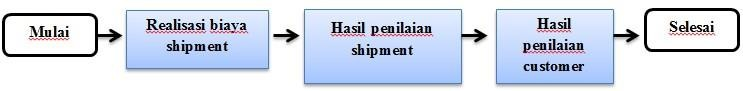 Mulai
Realisasi biaya
shipment
Hasil penilaian
shipment
Hasil
penilaian
customer
Selesai